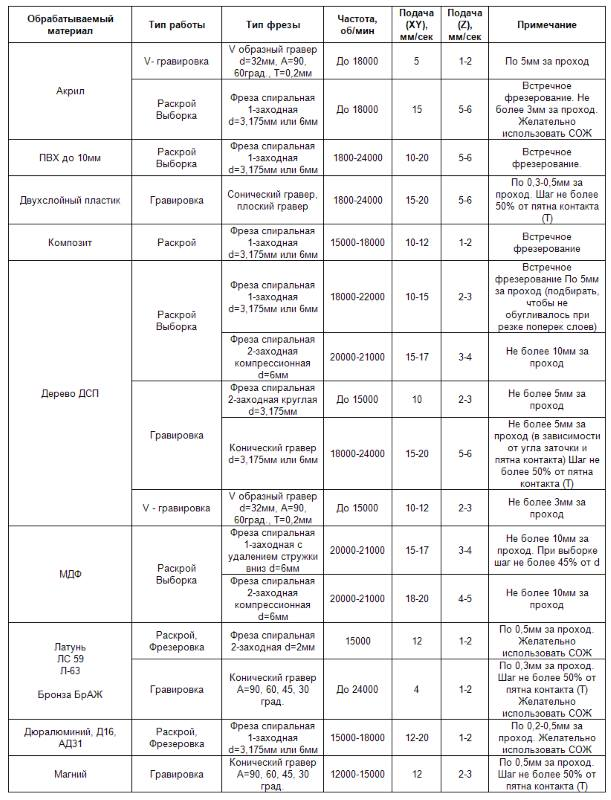 Обрабатываемый материал
Тип работы
Тип фрезы
Частота, об/мин
Подача (XY), мм/сек
Подача (Z), мм/сек
Примечание
Акрил
V- гравировка
V образный гравер
d=32мм, A=90,
60град., T=0,2мм
До 18000
5
1-2
По 5мм за проход
Раскрой
Выборка
Фреза спиральная
1-заходная
d=3,175мм или 6мм
До 18000
15
5-6
Встречное
фрезерование. Не
более 3мм за проход.
Желательно
использовать СОЖ
ПВХ до 10мм
Раскрой
Выборка
Фреза спиральная
1-заходная
d=3,175мм или 6мм
1800-24000
10-20
5-6
Встречное
фрезерование.
Двухслойный пластик
Гравировка
Сонический гравер,
плоский гравер
1800-24000
15-20
5-6
По 0,3-0,5мм за
проход. Шаг не более
50% от пятна контакта
(T)
Композит
Раскрой
Фреза спиральная
1-заходная
d=3,175мм или 6мм
15000-18000
10-12
1-2
Встречное
фрезерование
Дерево ДСП
Раскрой
Выборка
Фреза спиральная
1-заходная
d=3,175мм или 6мм
18000-22000
10-15
2-3
Встречное
фрезерование По 5мм
за проход (подбирать,
чтобы не
обугливалось при
резке поперек слоев)
Фреза спиральная
2-заходная
компрессионная
d=6мм
20000-21000
15-17
3-4
Не более 10мм за
проход
Гравировка
Фреза спиральная
2-заходная круглая
d=3,175мм
До 15000
10
2-3
Не более 5мм за
проход
Конический гравер
d=3,175мм или 6мм
18000-24000
15-20
5-6
Не более 5мм за
проход (в зависимости
от угла заточки и
пятна контакта) Шаг не
более 50% от пятна
контакта (T)
V - гравировка
V образный гравер
d=32мм, A=90,
60град., T=0,2мм
До 15000
10-12
2-3
Не более 3мм за
проход
МДФ
Раскрой
Выборка
Фреза спиральная
1-заходная с
удалением стружки
вниз d=6мм
20000-21000
15-17
3-4
Не более 10мм за
проход. При выборке
шаг не более 45% от d
Фреза спиральная
2-заходная
компрессионная
d=6мм
20000-21000
18-20
4-5
Не более 10мм за
проход
Латунь
ЛС 59
Л-63
Бронза БрАЖ
Раскрой,
Фрезеровка
Фреза спиральная
2-заходная d=2мм
15000
12
1-2
По 0,5мм за проход.
Желательно
использовать СОЖ
Гравировка
Конический гравер
A=90, 60, 45, 30
град.
До 24000
4
1-2
По 0,3мм за проход.
Шаг не более 50% от
пятна контакта (T)
Желательно
использовать СОЖ
Дюралюминий, Д16,
АД31
Раскрой,
Фрезеровка
Фреза спиральная
1-заходная
d=3,175мм или 6мм
15000-18000
12-20
1-2
По 0,2-0,5мм за
проход. Желательно
использовать СОЖ
Магний
Гравировка
Конический гравер
A=90, 60, 45, 30
град.
12000-15000
12
2-3
По 0,5мм за проход.
Шаг не более 50% от
пятна контакта (T)